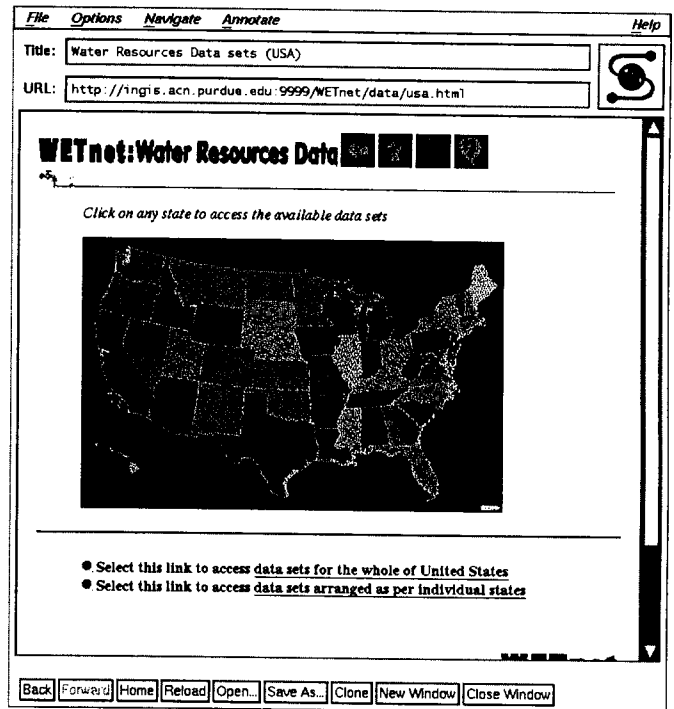 File Options Navigate Annotate Help
Title: Water Resources Data sets (USA)
URL: http://ingis.acn.purdue.edu:9999/WETnet/data/usa.html
WETnet:Water Resources Data
Click on any state to access the available data sets
Select this link to access data sets for the whole of United States
Select this link to access data sets arranged as per individual states
Back Forward Home Reload Open... Save As... Clone New Window Close Window